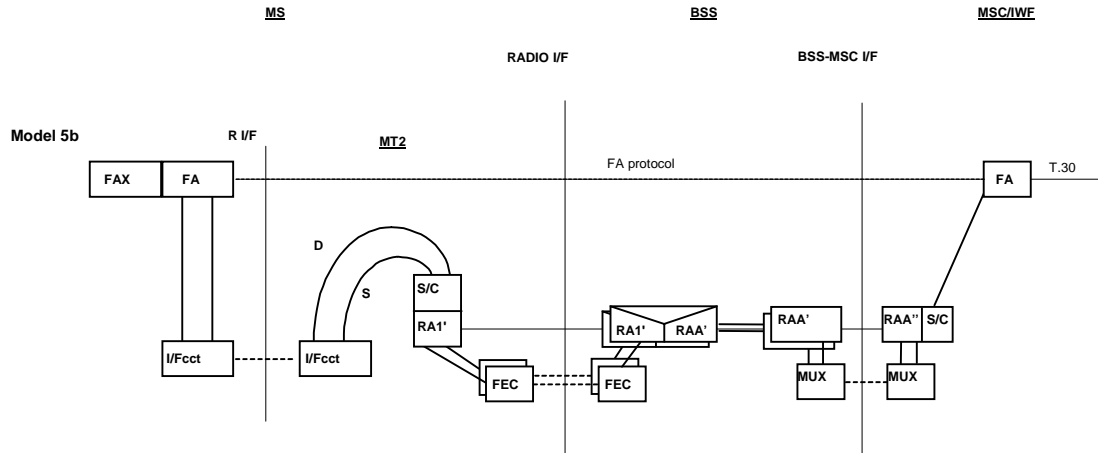 MS BSS MSC/IWF
RADIO I/F BSS-MSC I/F
Model 5b R I/F MT2
FA protocol
T.30
FAX FA FA
D
S
S/C
RA1' RA1' RAA' RAA' RAA'' S/C
I/Fcct I/Fcct
FEC FEC MUX MUX